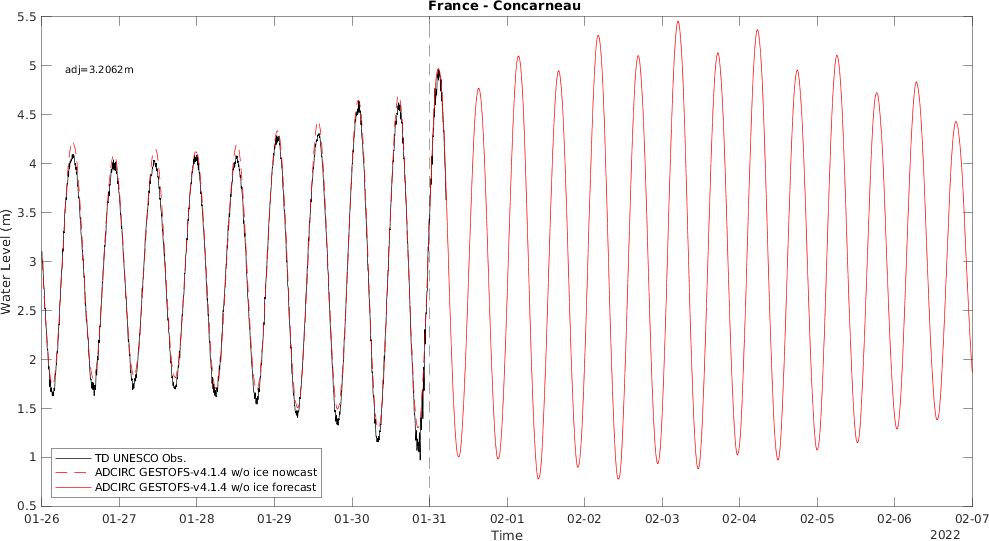 France - Concarneau
adj=3.2062m
5.5
5
4.5
4
3.5
3
2.5
2
1.5
1
0.5
Water Level (m)
TD UNESCO Obs.
ADCIRC GESTOFS-v4.1.4 w/o ice nowcast
ADCIRC GESTOFS-v4.1.4 w/o ice forecast
01-26 01-27 01-28 01-29 01-30 01-31 02-01 02-02 02-03 02-04 02-05 02-06 02-07
Time
2022